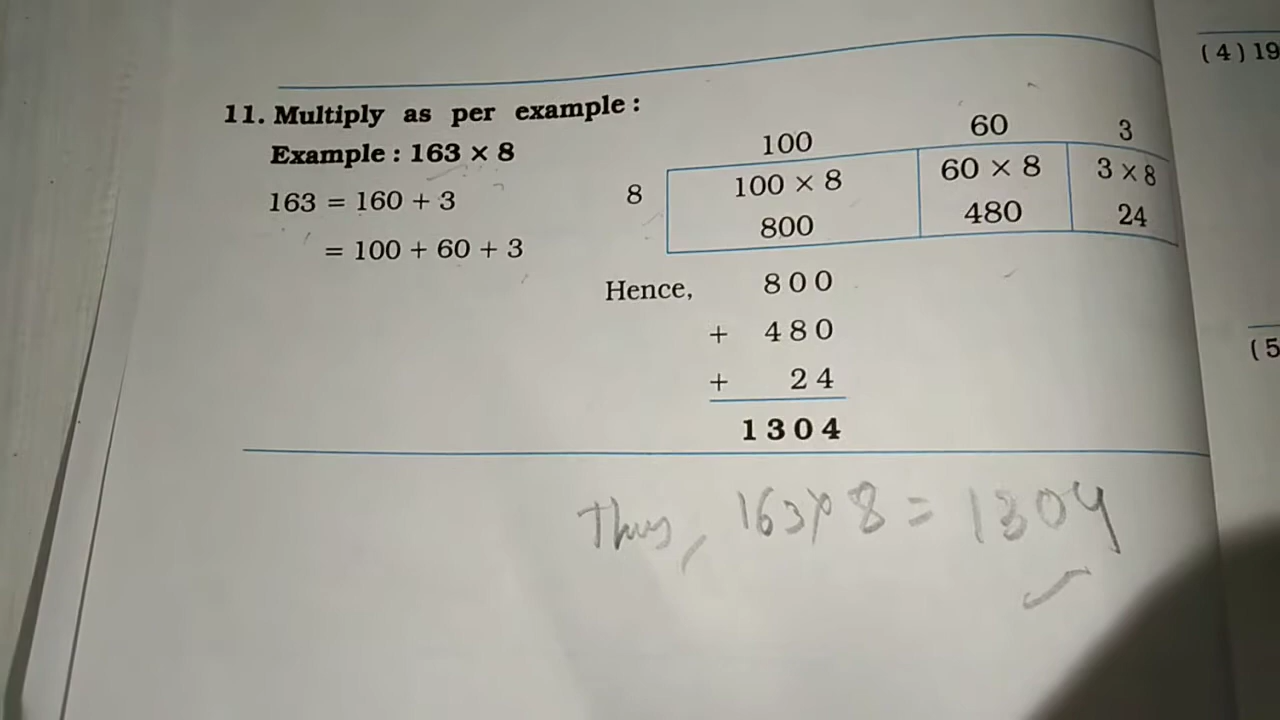 11. Multiply as per example :
Example : 163 × 8
163 = 160 + 3
= 100 + 60 + 3
100 60 3
8 100 × 8 60 × 8 3 × 8
800 480 24
Hence, 800
+ 480
+ 24
1304
Thus, 163 × 8 = 1304
(4) 19
(5